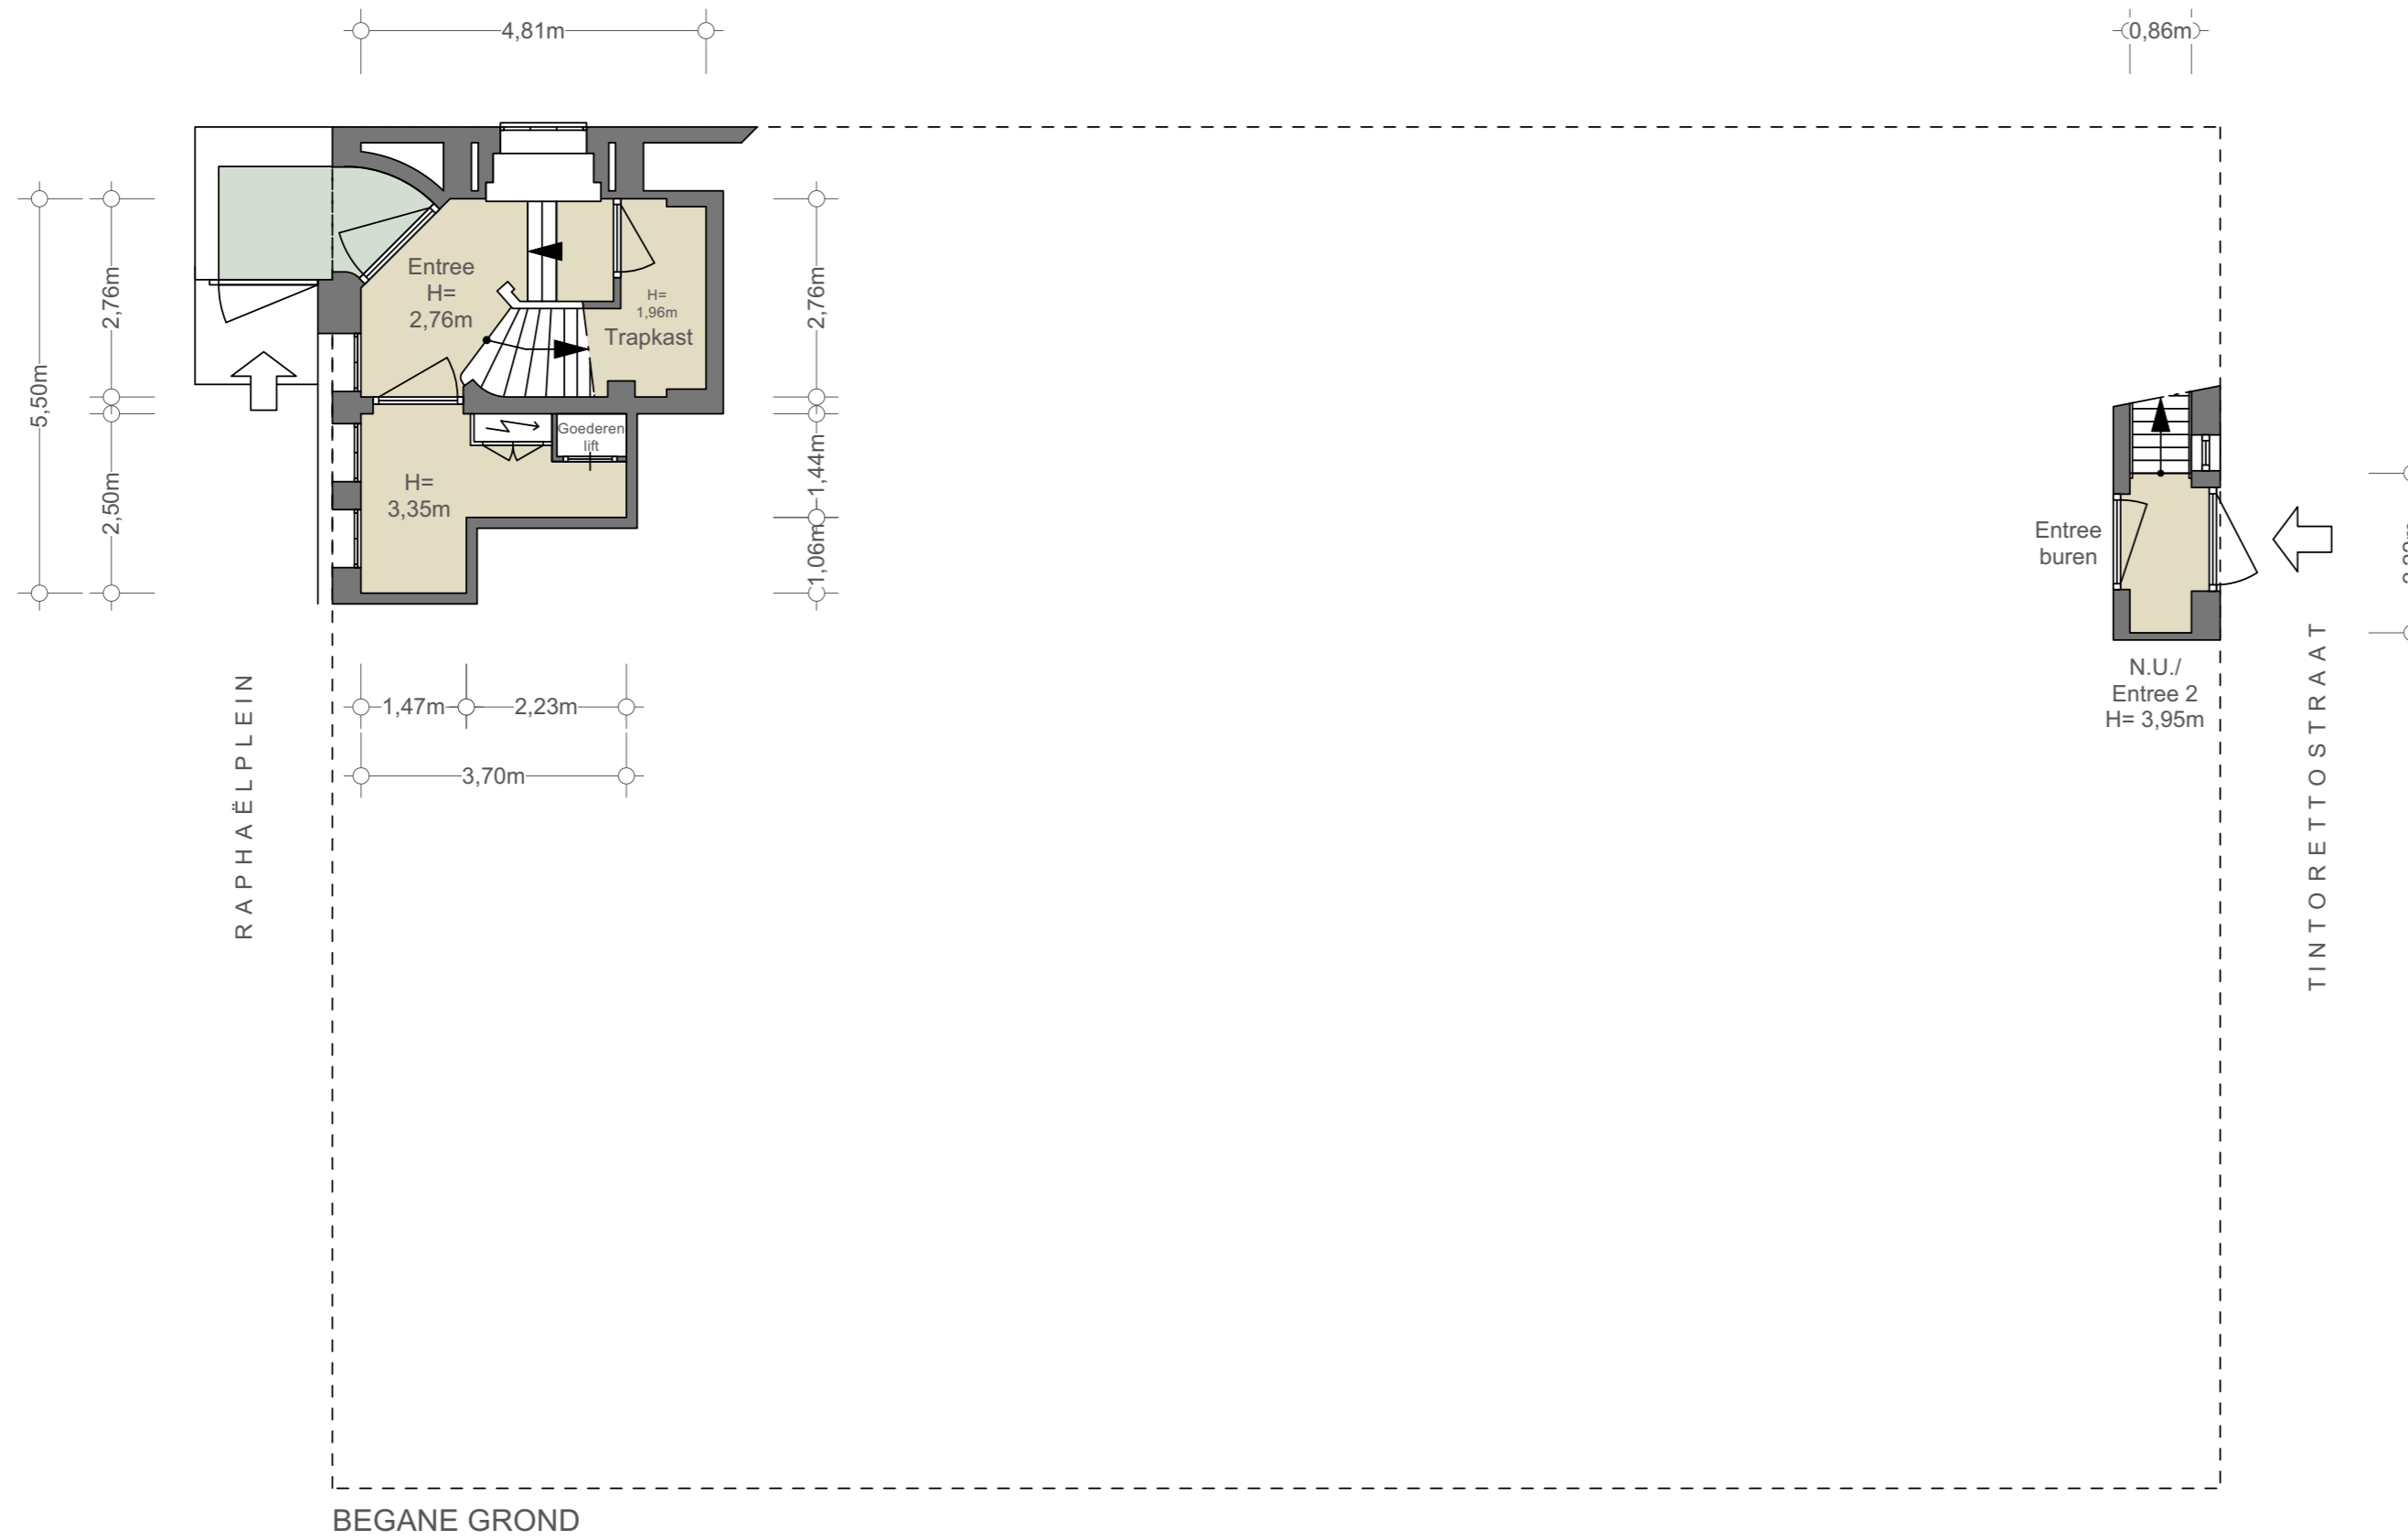 4,81m
0,86m
5,50m
2,76m
2,50m
Entree
H=
2,76m
H=
1,96m
Trapkast
2,76m
1,44m
1,06m
Goederen
lift
H=
3,35m
1,47m
2,23m
3,70m
Entree
buren
N.U./
Entree 2
H= 3,95m
RAPHAËLPLEIN
TINTORETTOSTRAAT
BEGANE GROND